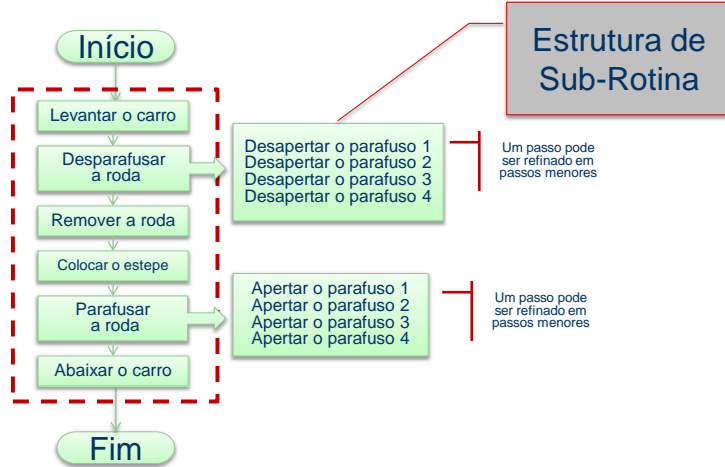 Início
Estrutura de
Sub-Rotina
Levantar o carro
Desparafusar
a roda
Desapertar o parafuso 1
Desapertar o parafuso 2
Desapertar o parafuso 3
Desapertar o parafuso 4
Um passo pode
ser refinado em
passos menores
Remover a roda
Colocar o estepe
Parafusar
a roda
Apertar o parafuso 1
Apertar o parafuso 2
Apertar o parafuso 3
Apertar o parafuso 4
Um passo pode
ser refinado em
passos menores
Abaixar o carro
Fim